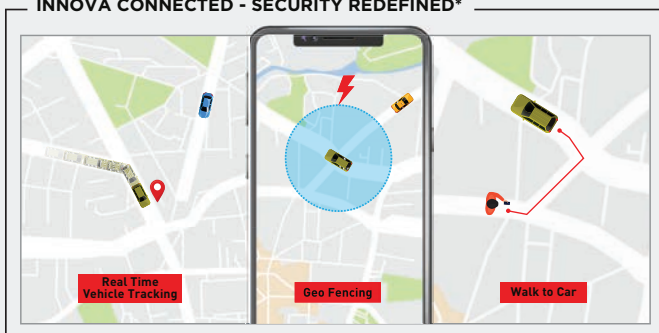 INNOVA CONNECTED - SECURITY REDEFINED*
Real Time
Vehicle Tracking
Geo Fencing
Walk to Car